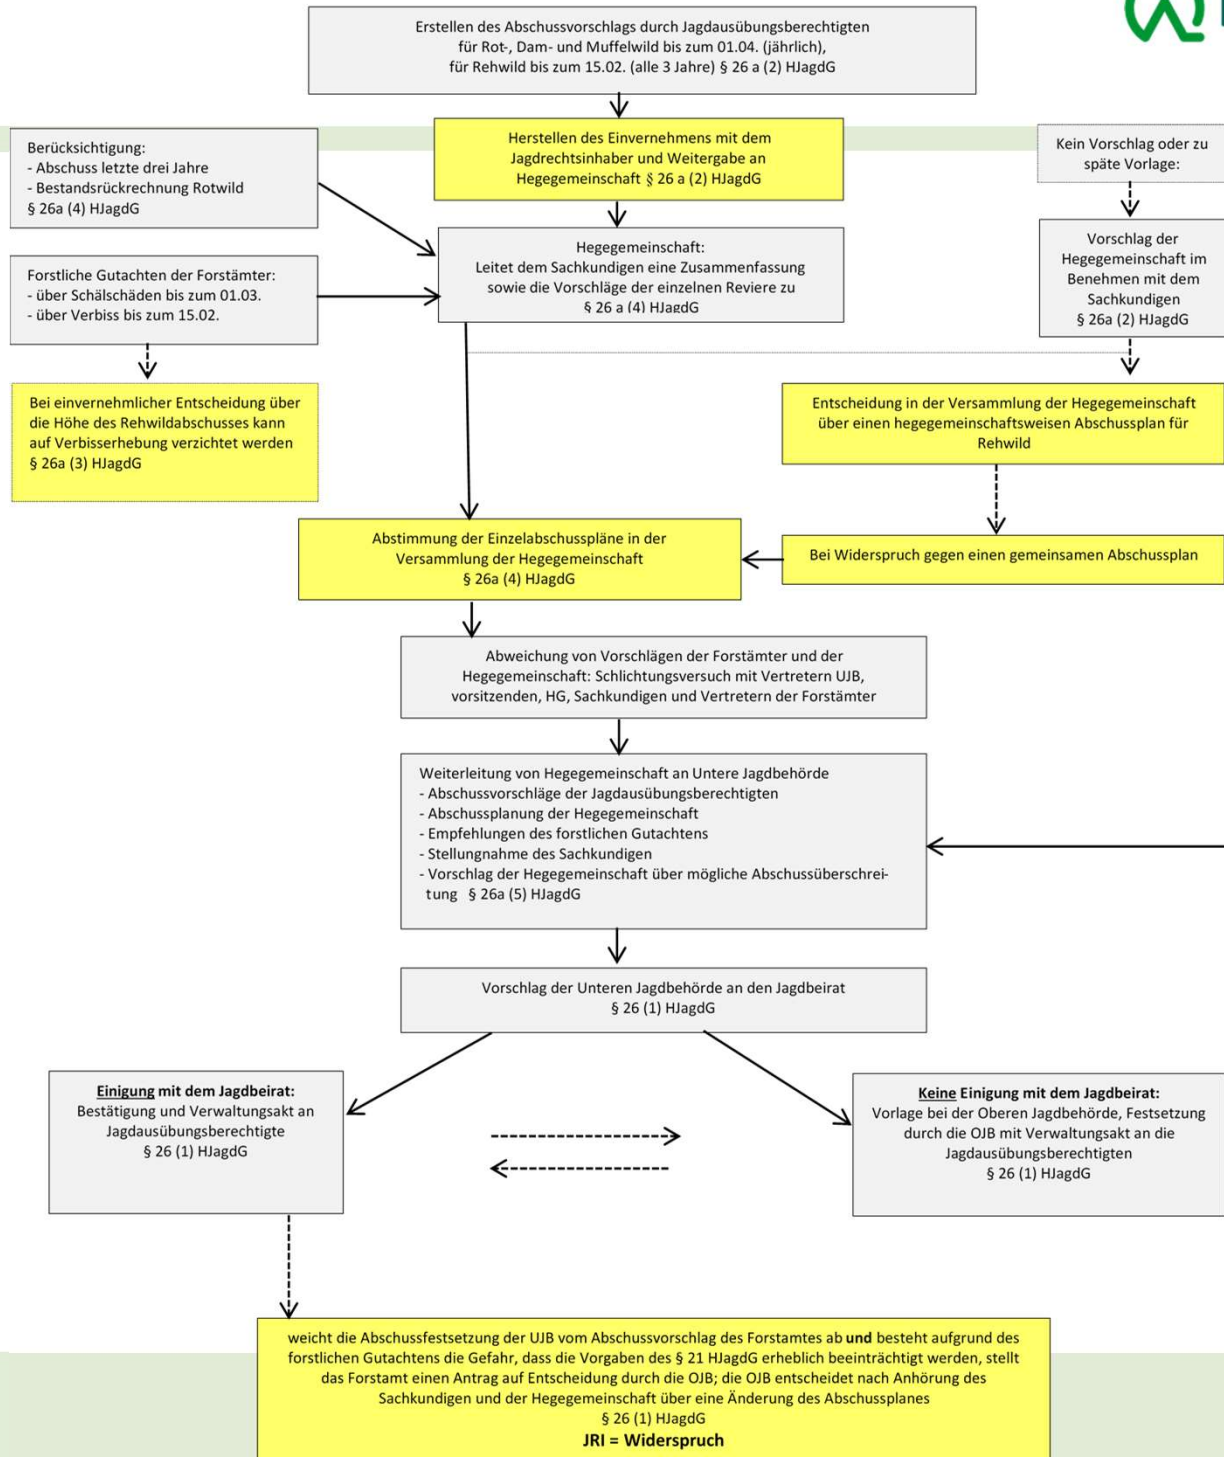 Erstellen des Abschussvorschlags durch Jagdausübungsberechtigten
für Rot-, Dam- und Muffelwild bis zum 01.04. (jährlich),
für Rehwild bis zum 15.02. (alle 3 Jahre) § 26 a (2) HJagdG
Berücksichtigung:
- Abschuss letzte drei Jahre
- Bestandsrückrechnung Rotwild
§ 26a (4) HJagdG
Herstellen des Einvernehmens mit dem
Jagdrechtsinhaber und Weitergabe an
Hegegemeinschaft § 26 a (2) HJagdG
Kein Vorschlag oder zu
späte Vorlage:
Forstliche Gutachten der Forstämter:
- über Schälschäden bis zum 01.03.
- über Verbiss bis zum 15.02.
Hegegemeinschaft:
Leitet dem Sachkundigen eine Zusammenfassung
sowie die Vorschläge der einzelnen Reviere zu
§ 26 a (4) HJagdG
Vorschlag der
Hegegemeinschaft im
Benehmen mit dem
Sachkundigen
§ 26a (2) HJagdG
Bei einvernehmlicher Entscheidung über
die Höhe des Rehwildabschusses kann
auf Verbisserhebung verzichtet werden
§ 26a (3) HJagdG
Entscheidung in der Versammlung der Hegegemeinschaft
über einen hegegemeinschaftsweisen Abschussplan für
Rehwild
Abstimmung der Einzelabschusspläne in der
Versammlung der Hegegemeinschaft
§ 26a (4) HJagdG
Bei Widerspruch gegen einen gemeinsamen Abschussplan
Abweichung von Vorschlägen der Forstämter und der
Hegegemeinschaft: Schlichtungsversuch mit Vertretern UJB,
vorsitzenden, HG, Sachkundigen und Vertretern der Forstämter
Weiterleitung von Hegegemeinschaft an Untere Jagdbehörde
- Abschussvorschläge der Jagdausübungsberechtigten
- Abschussplanung der Hegegemeinschaft
- Empfehlungen des forstlichen Gutachtens
- Stellungnahme des Sachkundigen
- Vorschlag der Hegegemeinschaft über mögliche Abschussüberschrei-
tung § 26a (5) HJagdG
Vorschlag der Unteren Jagdbehörde an den Jagdbeirat
§ 26 (1) HJagdG
Einigung mit dem Jagdbeirat:
Bestätigung und Verwaltungsakt an
Jagdausübungsberechtigte
§ 26 (1) HJagdG
Keine Einigung mit dem Jagdbeirat:
Vorlage bei der Oberen Jagdbehörde, Festsetzung
durch die OJB mit Verwaltungsakt an die
Jagdausübungsberechtigten
§ 26 (1) HJagdG
weicht die Abschussfestsetzung der UJB vom Abschussvorschlag des Forstamtes ab und besteht aufgrund des
forstlichen Gutachtens die Gefahr, dass die Vorgaben des § 21 HJagdG erheblich beeinträchtigt werden, stellt
das Forstamt einen Antrag auf Entscheidung durch die OJB; die OJB entscheidet nach Anhörung des
Sachkundigen und der Hegegemeinschaft über eine Änderung des Abschussplanes
§ 26 (1) HJagdG
JRI = Widerspruch